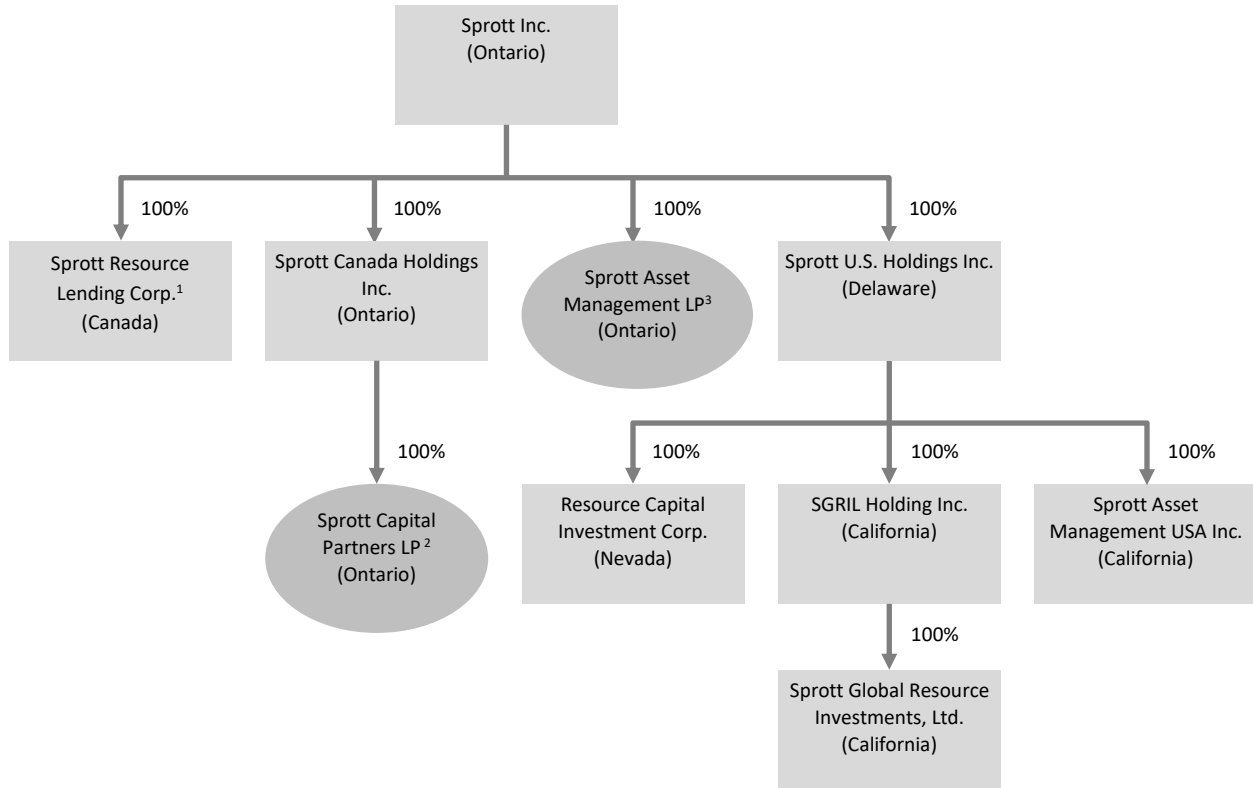 Sprott Inc.
(Ontario)
100%
100%
100%
100%
Sprott Resource
Lending Corp.1
(Canada)
Sprott Canada Holdings
Inc.
(Ontario)
Sprott Asset
Management LP3
(Ontario)
Sprott U.S. Holdings Inc.
(Delaware)
100%
100%
100%
100%
Sprott Capital
Partners LP 2
(Ontario)
Resource Capital
Investment Corp.
(Nevada)
SGRIL Holding Inc.
(California)
Sprott Asset
Management USA Inc.
(California)
100%
Sprott Global Resource
Investments, Ltd.
(California)